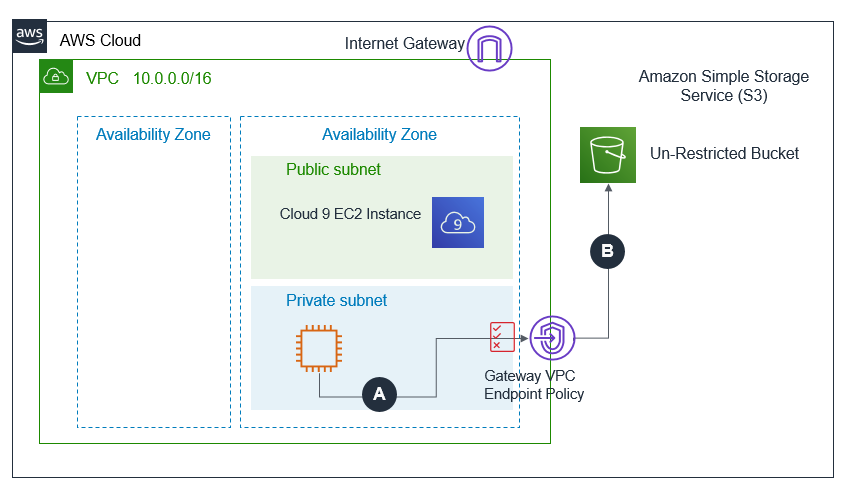 aws
AWS Cloud
Internet Gateway
VPC 10.0.0.0/16
Amazon Simple Storage
Service (S3)
Availability Zone
Availability Zone
Un-Restricted Bucket
Public subnet
Cloud 9 EC2 Instance
9
B
Private subnet
A
Gateway VPC
Endpoint Policy